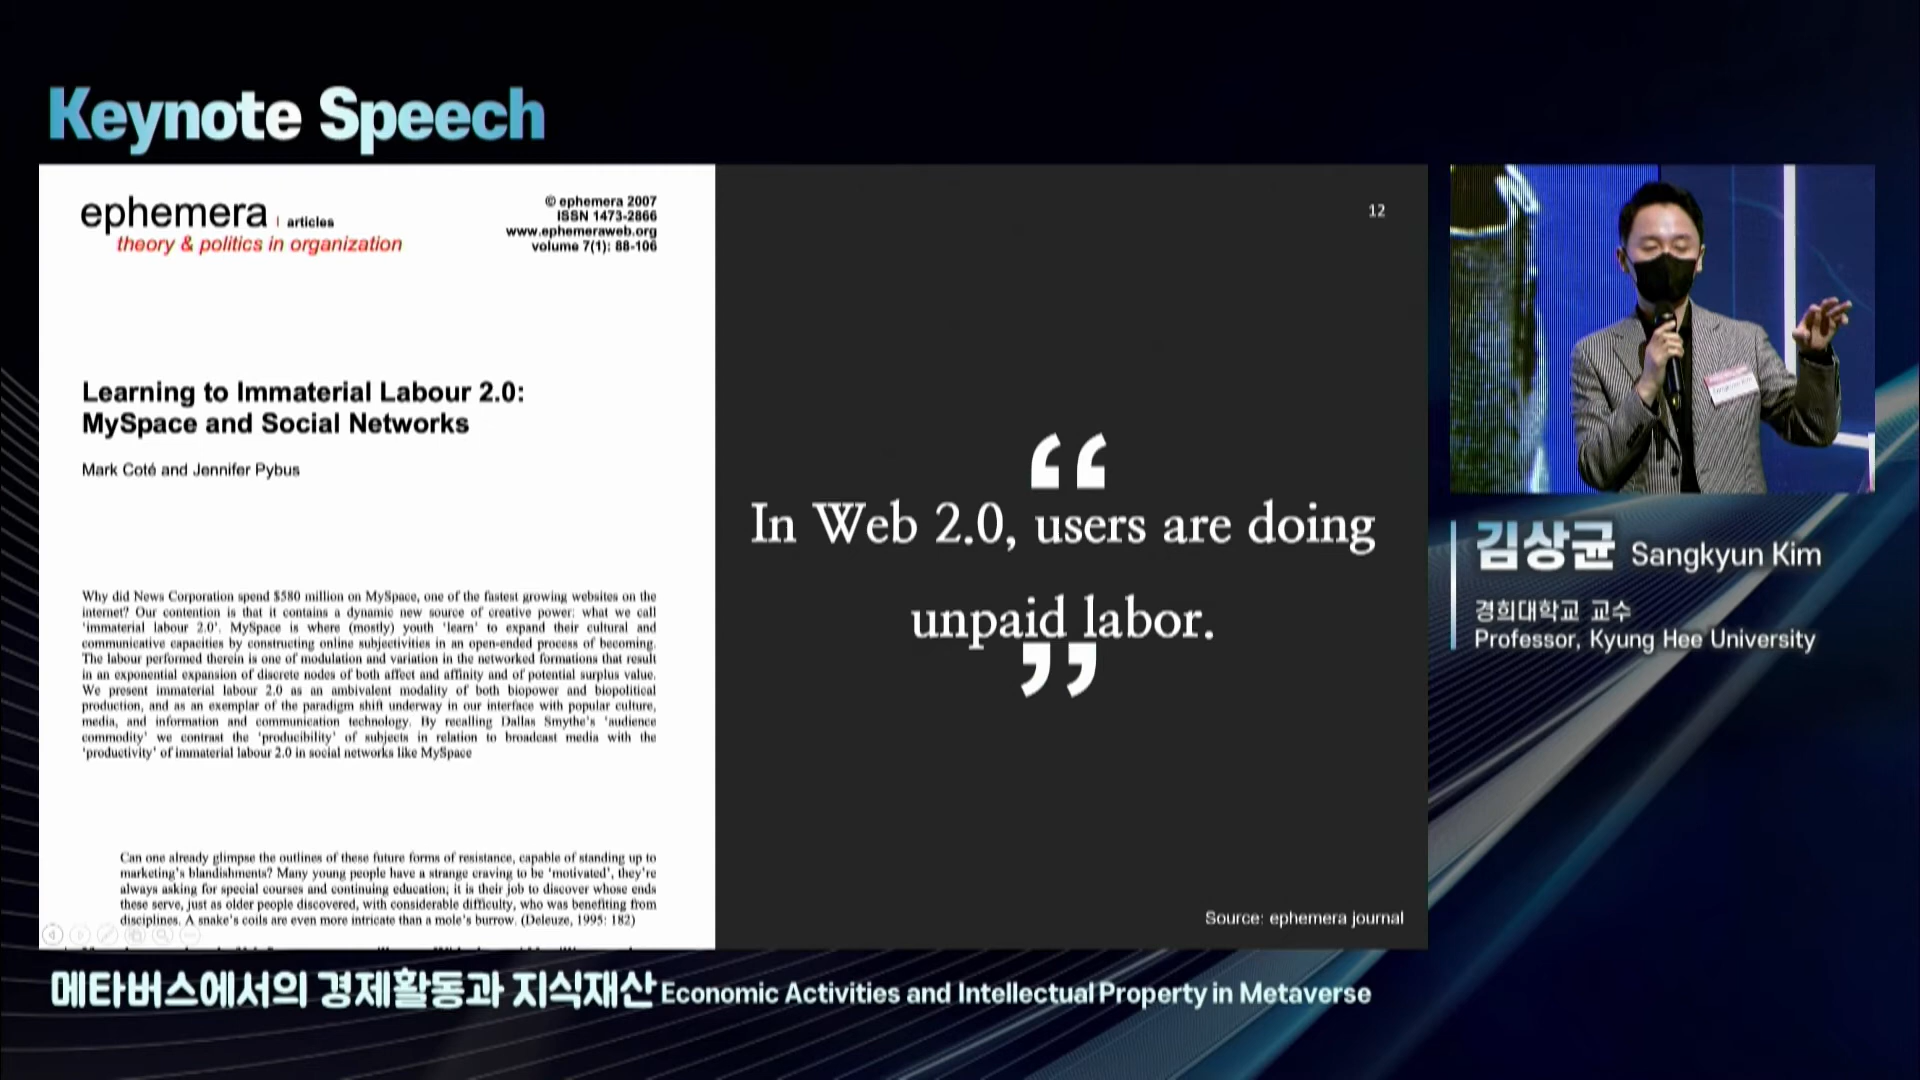 Keynote Speech
ephemera | articles
theory & politics in organization
© ephemera 2007
ISSN 1473-2866
www.ephemeraweb.org
volume 7(1): 88-106
Learning to Immaterial Labour 2.0:
MySpace and Social Networks
Mark Coté and Jennifer Pybus
Why did News Corporation spend $580 million on MySpace, one of the fastest growing websites on the
internet? Our contention is that it contains a dynamic new source of creative power: what we call
'immaterial labour 2.0'. MySpace is where (mostly) youth 'learn' to expand their cultural and
communicative capacities by constructing online subjectivities in an open-ended process of becoming.
The labour performed therein is one of modulation and variation in the networked formations that result
in an exponential expansion of discrete nodes of both affect and affinity and of potential surplus value.
We present immaterial labour 2.0 as an ambivalent modality of both biopower and biopolitical
production, and as an exemplar of the paradigm shift underway in our interface with popular culture,
media, and information and communication technology. By recalling Dallas Smythe's 'audience
commodity' we contrast the 'producibility' of subjects in relation to broadcast media with the
'productivity' of immaterial labour 2.0 in social networks like MySpace
Can one already glimpse the outlines of these future forms of resistance, capable of standing up to
marketing's blandishments? Many young people have a strange craving to be 'motivated', they're
always asking for special courses and continuing education; it is their job to discover whose ends
these serve, just as older people discovered, with considerable difficulty, who was benefiting from
disciplines. A snake's coils are even more intricate than a mole's burrow. (Deleuze, 1995: 182)
12
“
In Web 2.0, users are doing
unpaid labor.
”
Source: ephemera journal
김상균 Sangkyun Kim
경희대학교 교수
Professor, Kyung Hee University
메타버스에서의 경제활동과 지식재산 Economic Activities and Intellectual Property in Metaverse